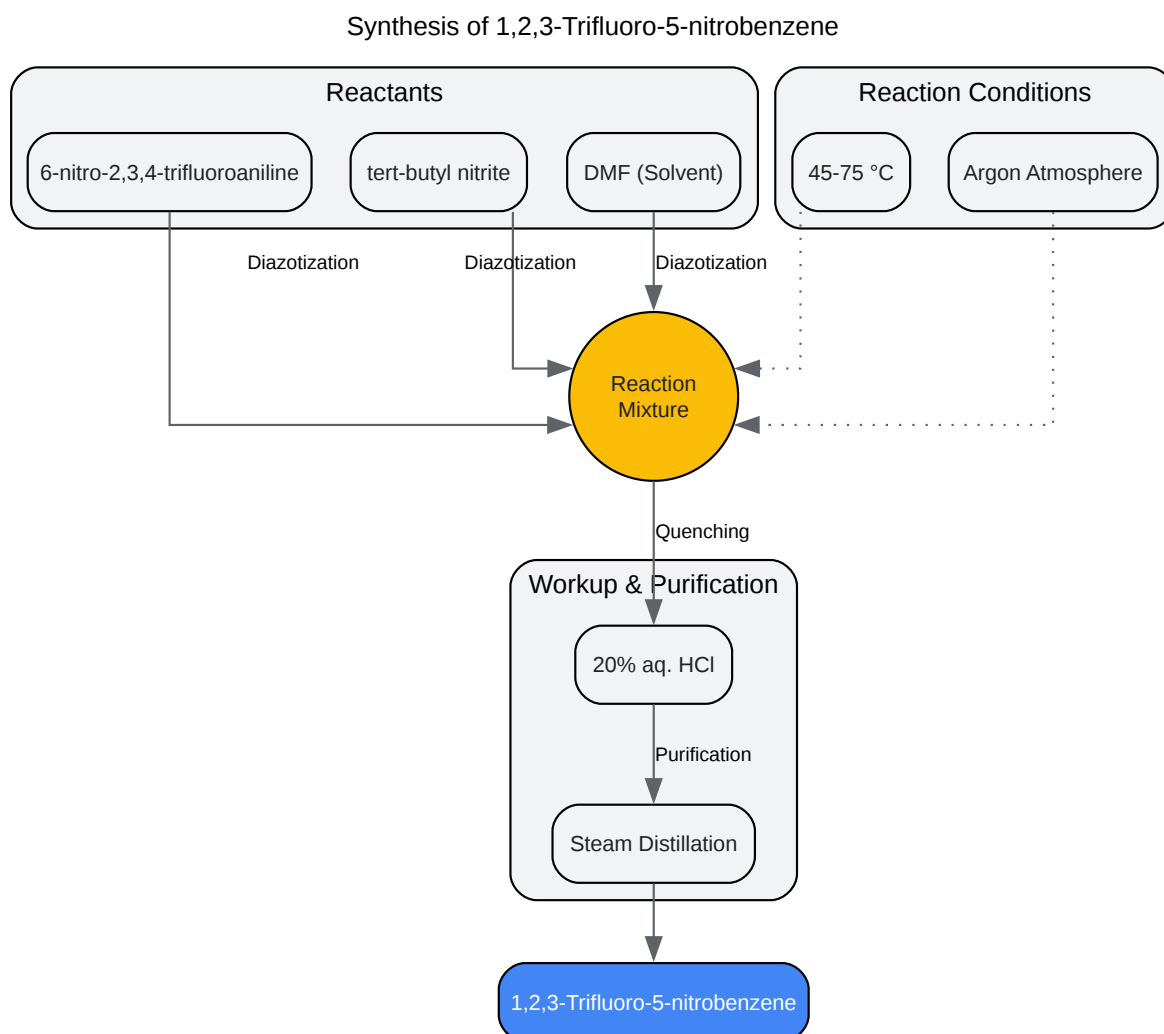 Synthesis of 1,2,3-Trifluoro-5-nitrobenzene
Reactants
Reaction Conditions
6-nitro-2,3,4-trifluoroaniline
tert-butyl nitrite
DMF (Solvent)
45-75 °C
Argon Atmosphere
Diazotization
Diazotization
Diazotization
Reaction
Mixture
Quenching
Workup & Purification
20% aq. HCl
Purification
Steam Distillation
1,2,3-Trifluoro-5-nitrobenzene